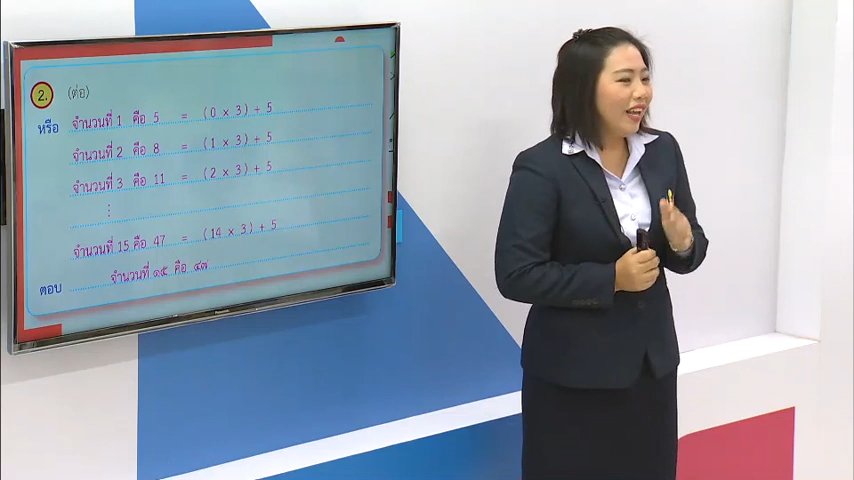 2. (ต่อ)
หรือ จำนวนที่ 1 คือ 5 = (0 x 3) + 5
จำนวนที่ 2 คือ 8 = (1 x 3) + 5
จำนวนที่ 3 คือ 11 = (2 x 3) + 5
⋮
จำนวนที่ 15 คือ 47 = (14 x 3) + 5
ตอบ จำนวนที่ ๑๕ คือ ๔๗
Panasonic